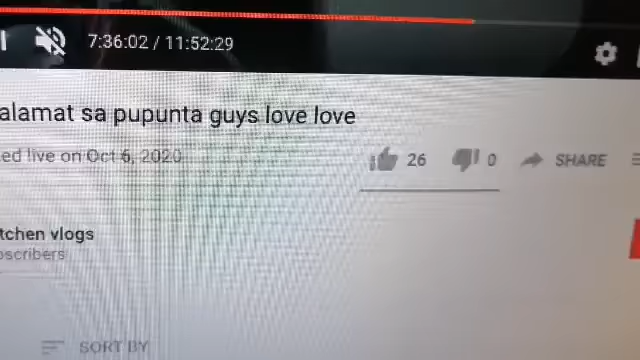 7:36:02 / 11:52:29
alamat sa pupunta guys love love
ed live on Oct 6, 2020
26 0 SHARE
tchen vlogs
bscribers
SORT BY